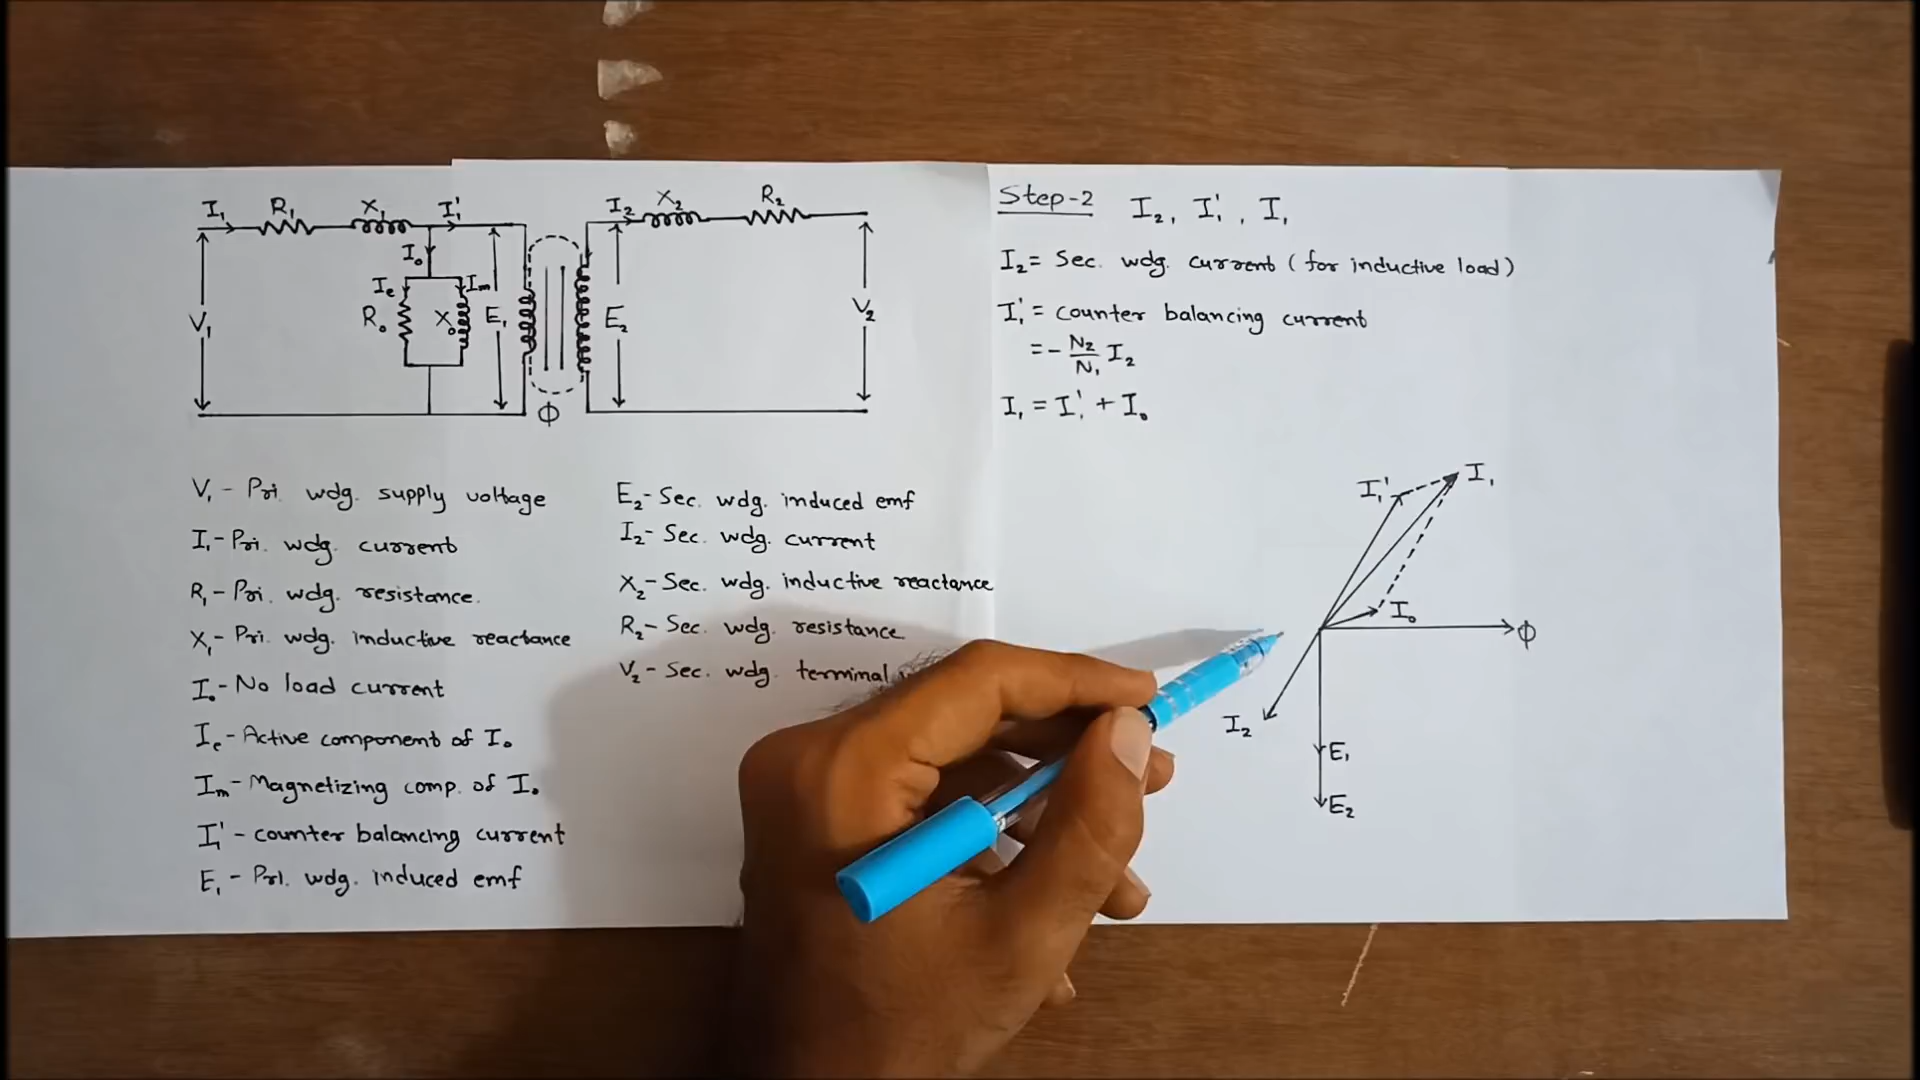 I₁ R₁ X₁ I₁' I₂ X₂ R₂
I₀
Ie Im
V₁ R₀ X₀ E₁ E₂ V₂
Φ
V₁ - Pri wdg. supply voltage
I₁ - Pri. wdg. current
R₁ - Pri. wdg. resistance.
X₁ - Pri. wdg. inductive reactance
I₀ - No load current
Ie - Active component of I₀
Im - Magnetizing comp. of I₀
I₁' - counter balancing current
E₁ - Pri. wdg. induced emf
E₂ - Sec. wdg. induced emf
I₂ - Sec. wdg. current
X₂ - Sec. wdg. inductive reactance
R₂ - Sec. wdg. resistance
V₂ - Sec. wdg. terminal
Step-2 I₂, I₁', I₁
I₂ = Sec. wdg. current (for inductive load)
I₁' = counter balancing current
= - N₂/N₁ I₂
I₁ = I₁' + I₀
I₁' I₁
I₀
Φ
I₂
E₁
E₂